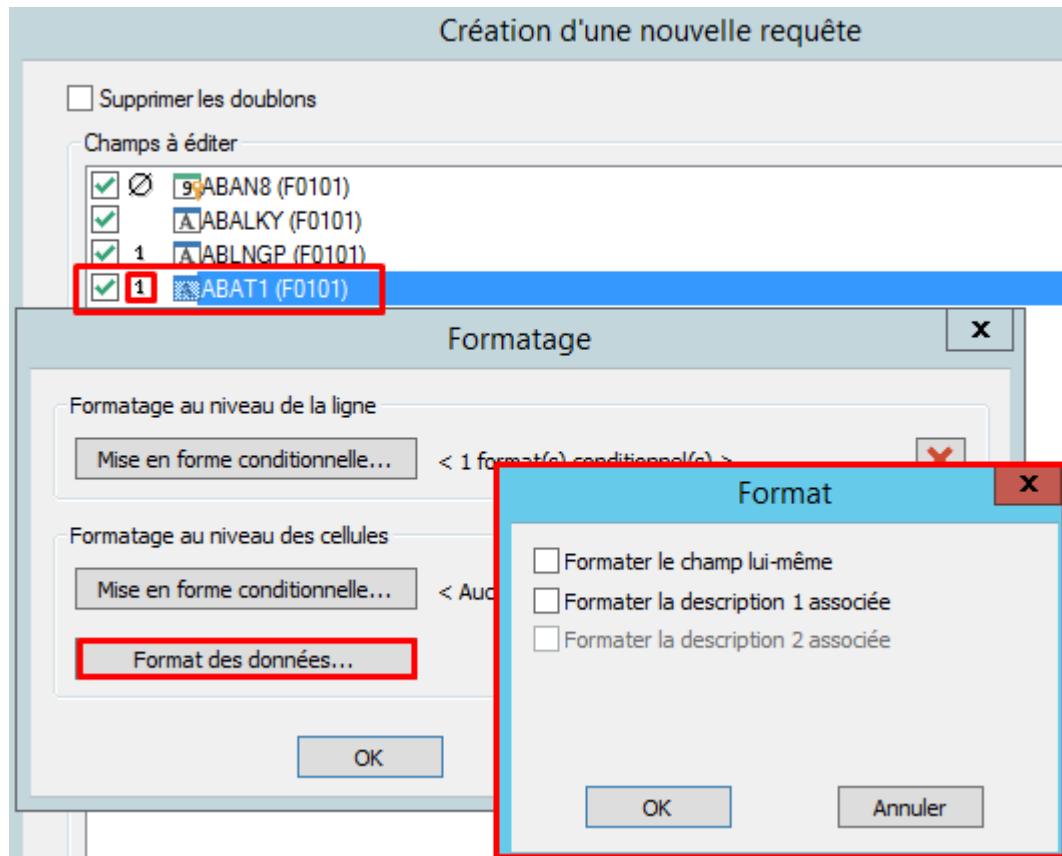 Création d'une nouvelle requête
Supprimer les doublons
Champs à éditer
Ø 9 ABAN8 (F0101)
A ABALKY (F0101)
1 A ABLNGP (F0101)
1 A ABAT1 (F0101)
Formatage
x
Formatage au niveau de la ligne
Mise en forme conditionnelle... < 1 format(s) conditionnel(s) >
Format
x
Formatage au niveau des cellules
Mise en forme conditionnelle... < Auc
Format des données...
OK
Formater le champ lui-même
Formater la description 1 associée
Formater la description 2 associée
OK Annuler